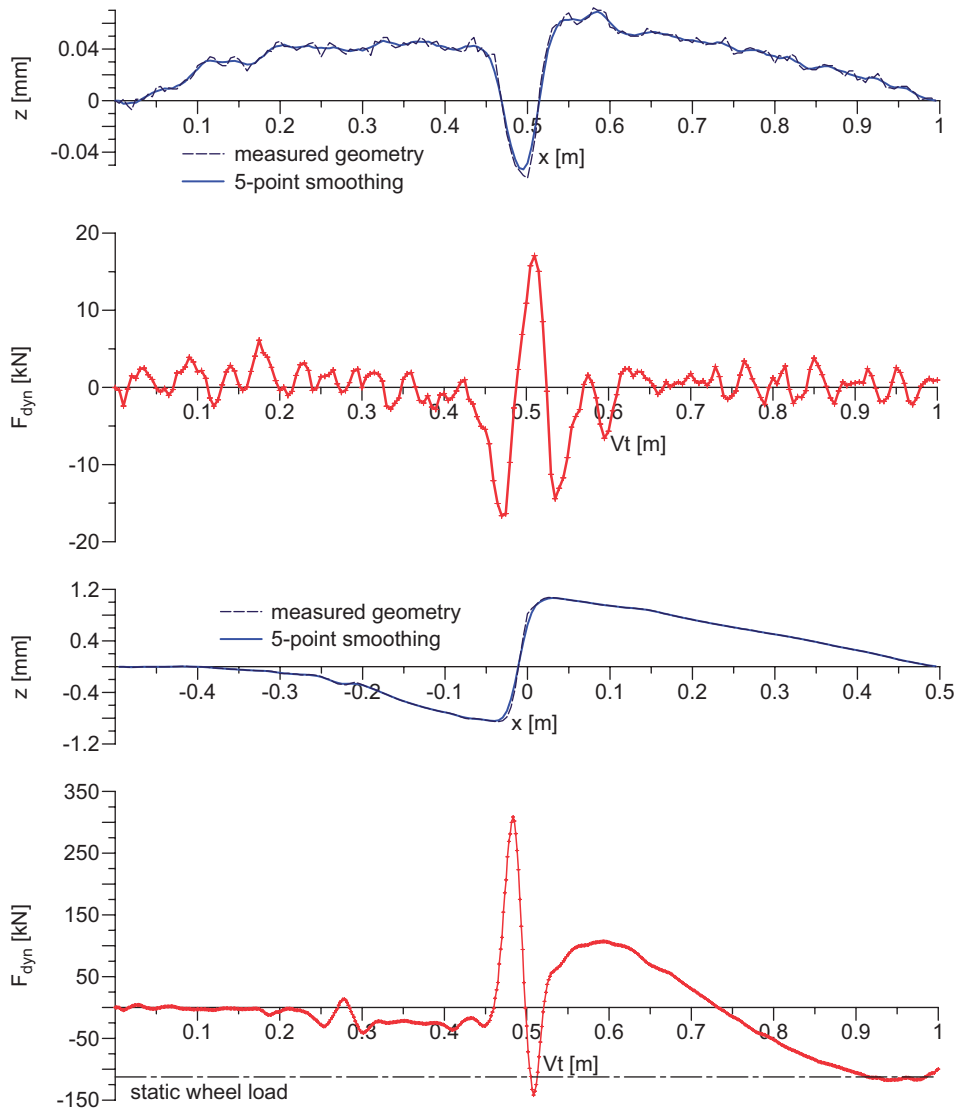 0.04
0
-0.04
z [mm]
0.1 0.2 0.3 0.4 0.5 0.6 0.7 0.8 0.9 1
x [m]
measured geometry
5-point smoothing
20
10
0
-10
-20
F_dyn [kN]
0.1 0.2 0.3 0.4 0.5 0.6 0.7 0.8 0.9 1
Vt [m]
1.2
0.4
-0.4
-1.2
z [mm]
measured geometry
5-point smoothing
-0.4 -0.3 -0.2 -0.1 0 0.1 0.2 0.3 0.4 0.5
x [m]
350
250
150
50
-50
-150
F_dyn [kN]
0.1 0.2 0.3 0.4 0.5 0.6 0.7 0.8 0.9 1
Vt [m]
static wheel load